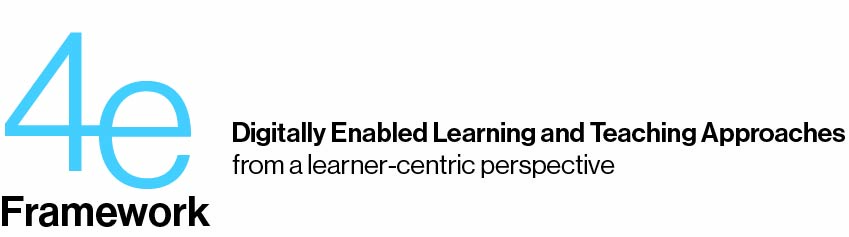 4e
Framework
Digitally Enabled Learning and Teaching Approaches
from a learner-centric perspective